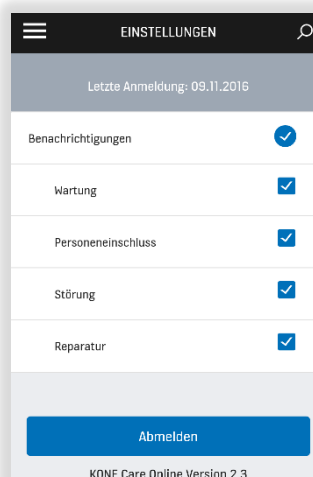 EINSTELLUNGEN
Letzte Anmeldung: 09.11.2016
Benachrichtigungen
Wartung
Personeneinschluss
Störung
Reparatur
Abmelden
KONE Care Online Version 2.3